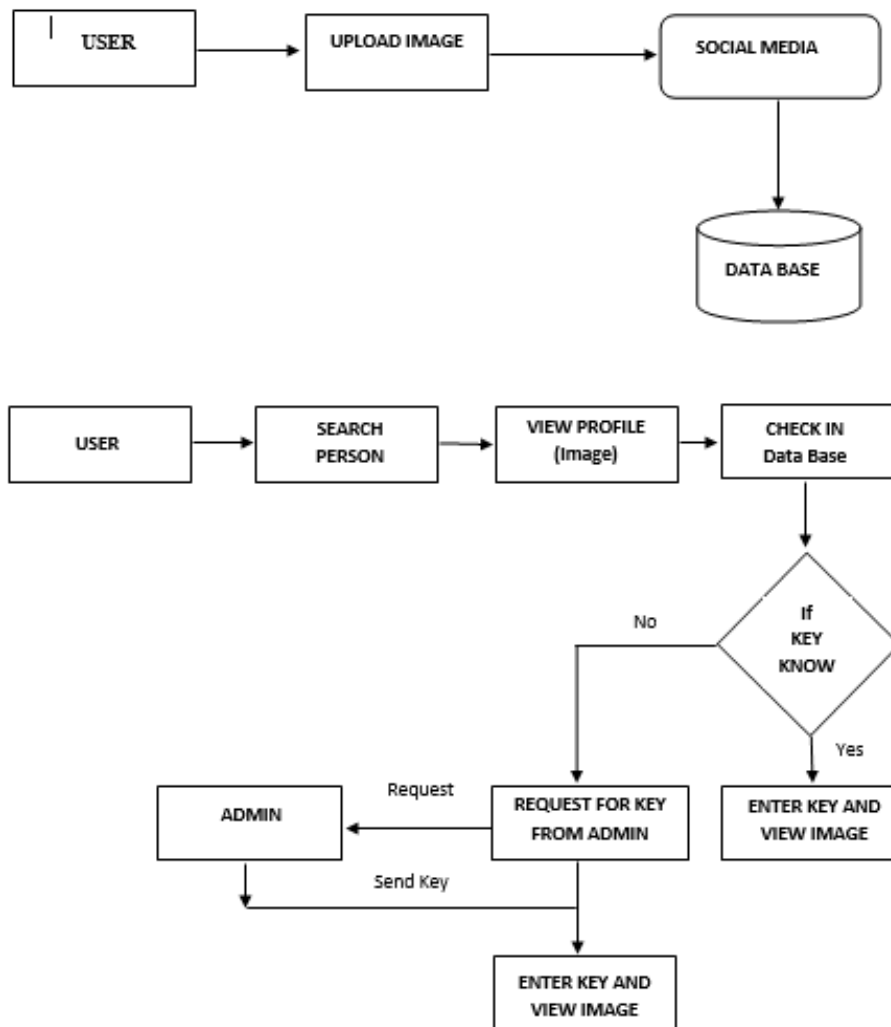 USER
UPLOAD IMAGE
SOCIAL MEDIA
DATA BASE
USER
SEARCH
PERSON
VIEW PROFILE
(Image)
CHECK IN
Data Base
If
KEY
KNOW
No
Yes
ADMIN
Request
REQUEST FOR KEY
FROM ADMIN
ENTER KEY AND
VIEW IMAGE
Send Key
ENTER KEY AND
VIEW IMAGE